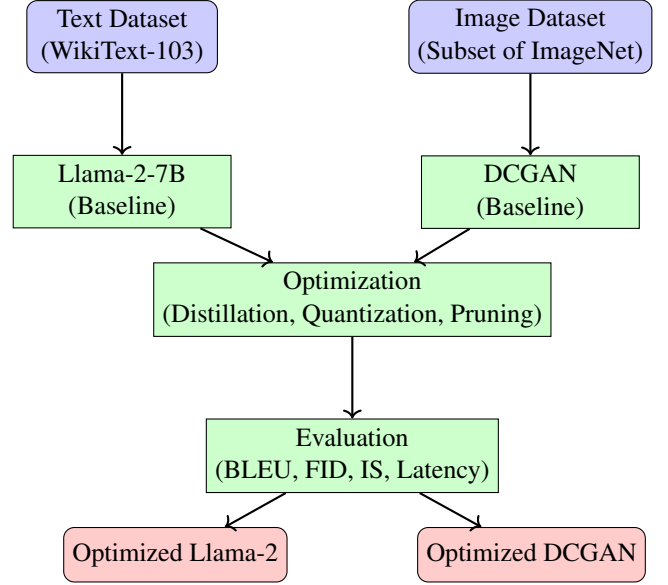 Text Dataset
(WikiText-103)
Image Dataset
(Subset of ImageNet)
Llama-2-7B
(Baseline)
DCGAN
(Baseline)
Optimization
(Distillation, Quantization, Pruning)
Evaluation
(BLEU, FID, IS, Latency)
Optimized Llama-2
Optimized DCGAN